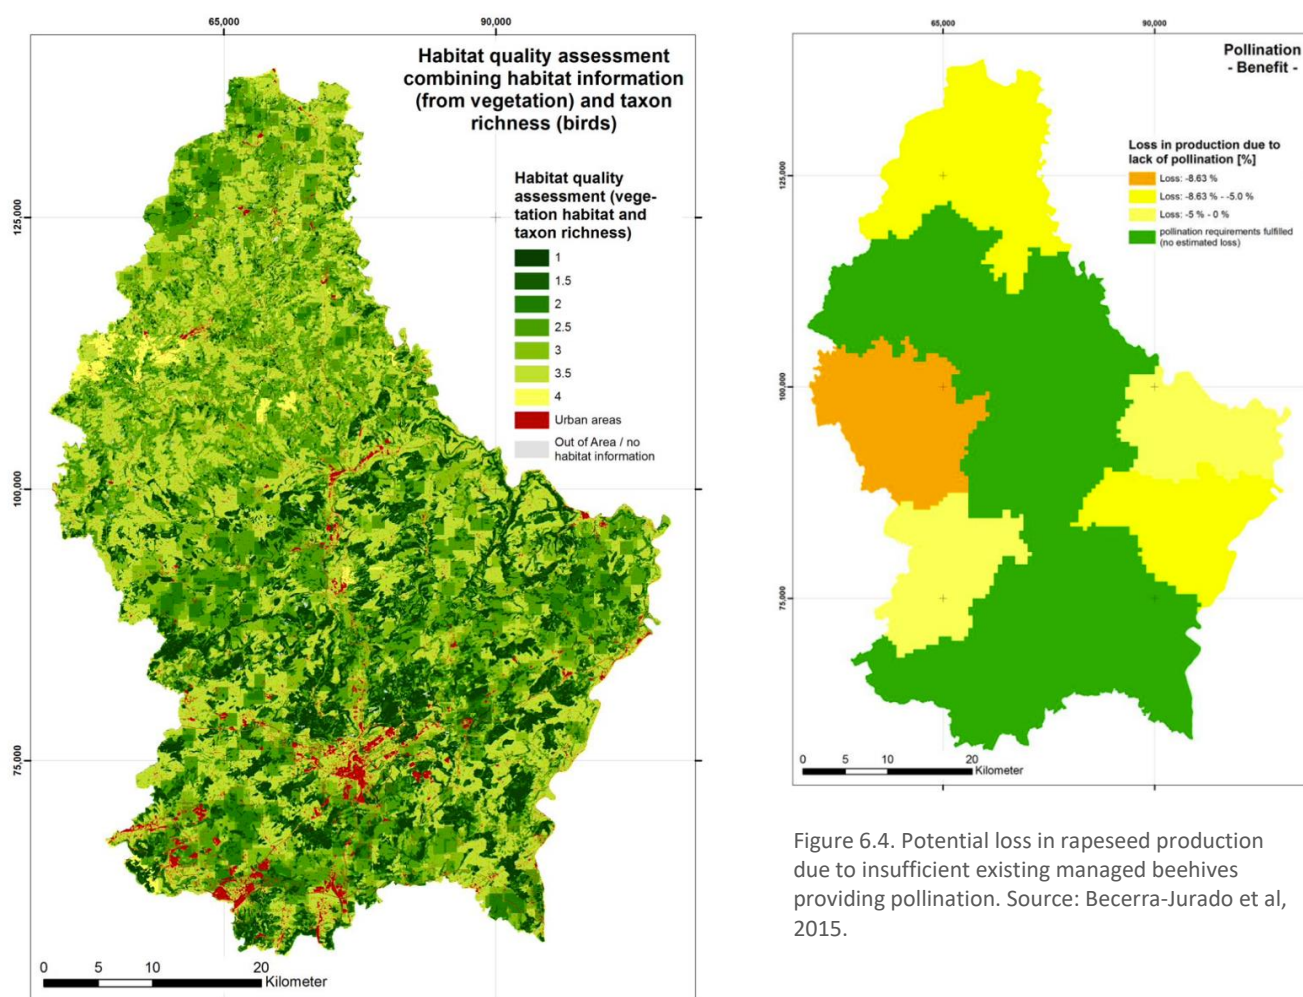 65,000
90,000
Habitat quality assessment
combining habitat information
(from vegetation) and taxon
richness (birds)
Habitat quality
assessment (vege-
tation habitat and
taxon richness)
1
1.5
2
2.5
3
3.5
4
Urban areas
Out of Area / no
habitat information
125,000
100,000
75,000
0 5 10 20
Kilometer
65,000
90,000
Pollination
- Benefit -
Loss in production due to
lack of pollination [%]
Loss: -8.63 %
Loss: -8.63 % - -5.0 %
Loss: -5 % - 0 %
pollination requirements fulfilled
(no estimated loss)
125,000
100,000
75,000
0 5 10 20
Kilometer
Figure 6.4. Potential loss in rapeseed production
due to insufficient existing managed beehives
providing pollination. Source: Becerra-Jurado et al,
2015.